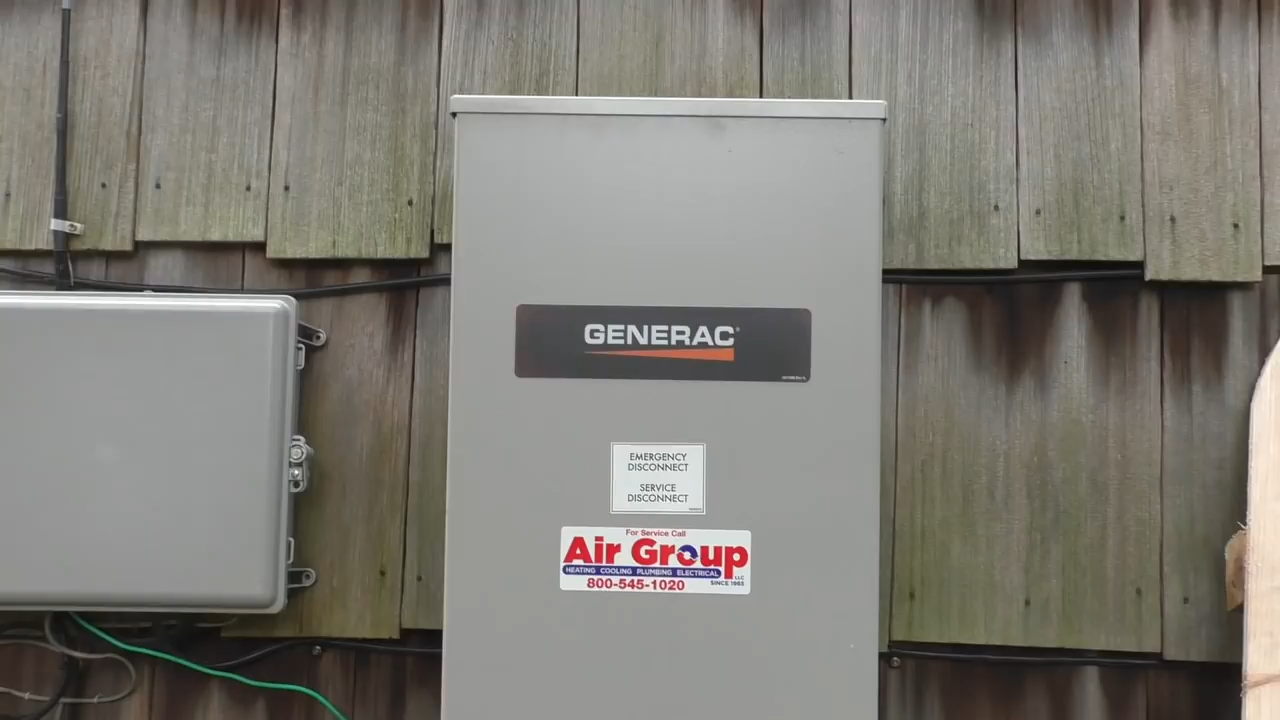 GENERAC
EMERGENCY
DISCONNECT
SERVICE
DISCONNECT
For Service Call
Air Group
HEATING COOLING PLUMBING ELECTRICAL
LLC
800-545-1020
SINCE 1963